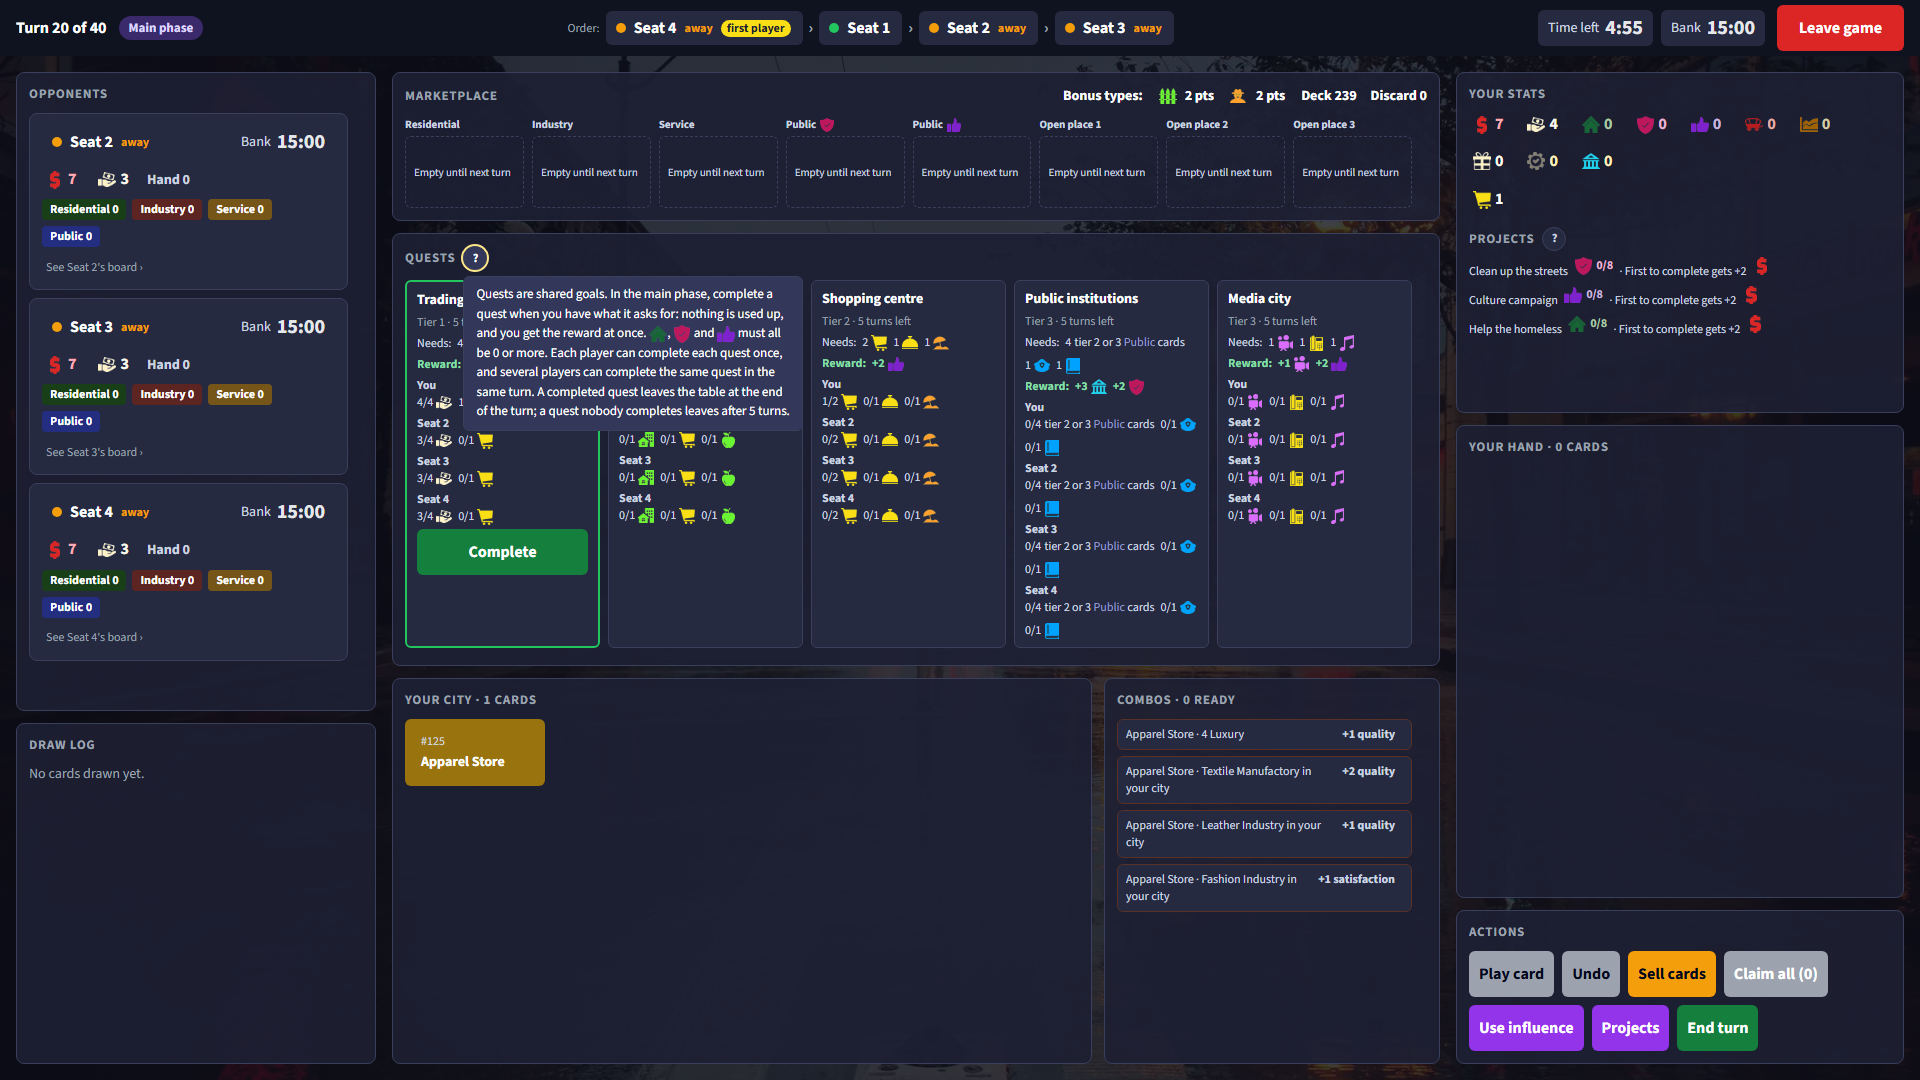 Turn 20 of 40
Main phase
Order:
Seat 4 away first player
› Seat 1
› Seat 2 away
› Seat 3 away
Time left 4:55
Bank 15:00
Leave game
OPPONENTS
Seat 2 away
Bank 15:00
7 3 Hand 0
Residential 0 Industry 0 Service 0
Public 0
See Seat 2's board ›
Seat 3 away
Bank 15:00
7 3 Hand 0
Residential 0 Industry 0 Service 0
Public 0
See Seat 3's board ›
Seat 4 away
Bank 15:00
7 3 Hand 0
Residential 0 Industry 0 Service 0
Public 0
See Seat 4's board ›
DRAW LOG
No cards drawn yet.
MARKETPLACE
Bonus types: 2 pts 2 pts Deck 239 Discard 0
Residential
Empty until next turn
Industry
Empty until next turn
Service
Empty until next turn
Public
Empty until next turn
Public
Empty until next turn
Open place 1
Empty until next turn
Open place 2
Empty until next turn
Open place 3
Empty until next turn
QUESTS ?
Quests are shared goals. In the main phase, complete a
quest when you have what it asks for: nothing is used up,
and you get the reward at once. , and must all
be 0 or more. Each player can complete each quest once,
and several players can complete the same quest in the
same turn. A completed quest leaves the table at the end
of the turn; a quest nobody completes leaves after 5 turns.
Trading
Tier 1 · 5 t
Needs: 4
Reward:
You
4/4 1
Seat 2
3/4 0/1
Seat 3
3/4 0/1
Seat 4
3/4 0/1
Complete
0/1 0/1 0/1
Seat 3
0/1 0/1 0/1
Seat 4
0/1 0/1 0/1
Shopping centre
Tier 2 · 5 turns left
Needs: 2 1 1
Reward: +2
You
1/2 0/1 0/1
Seat 2
0/2 0/1 0/1
Seat 3
0/2 0/1 0/1
Seat 4
0/2 0/1 0/1
Public institutions
Tier 3 · 5 turns left
Needs: 4 tier 2 or 3 Public cards
1 1
Reward: +3 +2
You
0/4 tier 2 or 3 Public cards 0/1
0/1
Seat 2
0/4 tier 2 or 3 Public cards 0/1
0/1
Seat 3
0/4 tier 2 or 3 Public cards 0/1
0/1
Seat 4
0/4 tier 2 or 3 Public cards 0/1
0/1
Media city
Tier 3 · 5 turns left
Needs: 1 1 1
Reward: +1 +2
You
0/1 0/1 0/1
Seat 2
0/1 0/1 0/1
Seat 3
0/1 0/1 0/1
Seat 4
0/1 0/1 0/1
YOUR CITY · 1 CARDS
#125
Apparel Store
COMBOS · 0 READY
Apparel Store · 4 Luxury +1 quality
Apparel Store · Textile Manufactory in +2 quality
your city
Apparel Store · Leather Industry in your +1 quality
city
Apparel Store · Fashion Industry in +1 satisfaction
your city
YOUR STATS
7 4 0 0 0 0 0
0 0 0
1
PROJECTS ?
Clean up the streets 0/8 · First to complete gets +2
Culture campaign 0/8 · First to complete gets +2
Help the homeless 0/8 · First to complete gets +2
YOUR HAND · 0 CARDS
ACTIONS
Play card
Undo
Sell cards
Claim all (0)
Use influence
Projects
End turn